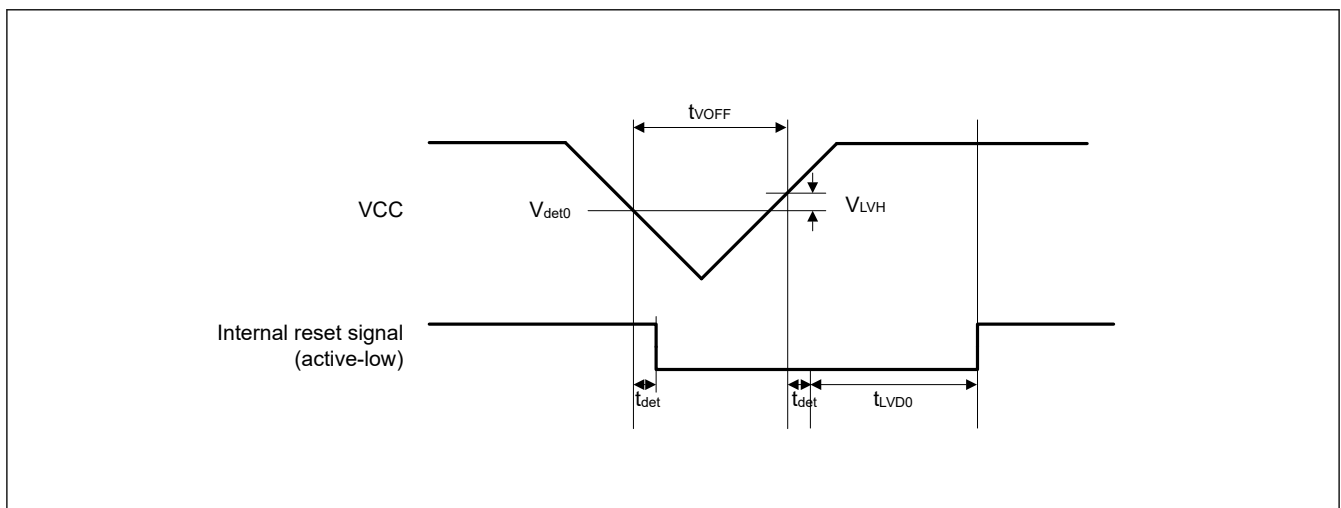 tVOFF
VCC
Vdet0
VLVH
Internal reset signal
(active-low)
tdet
tdet
tLVD0